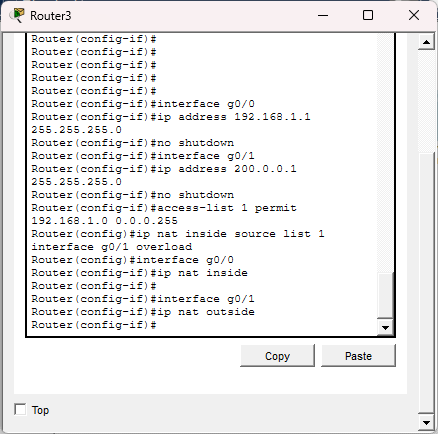 Router3
Router(config-if)#
Router(config-if)#
Router(config-if)#
Router(config-if)#
Router(config-if)#
Router(config-if)#interface g0/0
Router(config-if)#ip address 192.168.1.1
255.255.255.0
Router(config-if)#no shutdown
Router(config-if)#interface g0/1
Router(config-if)#ip address 200.0.0.1
255.255.255.0
Router(config-if)#no shutdown
Router(config-if)#access-list 1 permit
192.168.1.0 0.0.0.255
Router(config)#ip nat inside source list 1
interface g0/1 overload
Router(config)#interface g0/0
Router(config-if)#ip nat inside
Router(config-if)#
Router(config-if)#interface g0/1
Router(config-if)#ip nat outside
Router(config-if)#
Copy Paste
Top